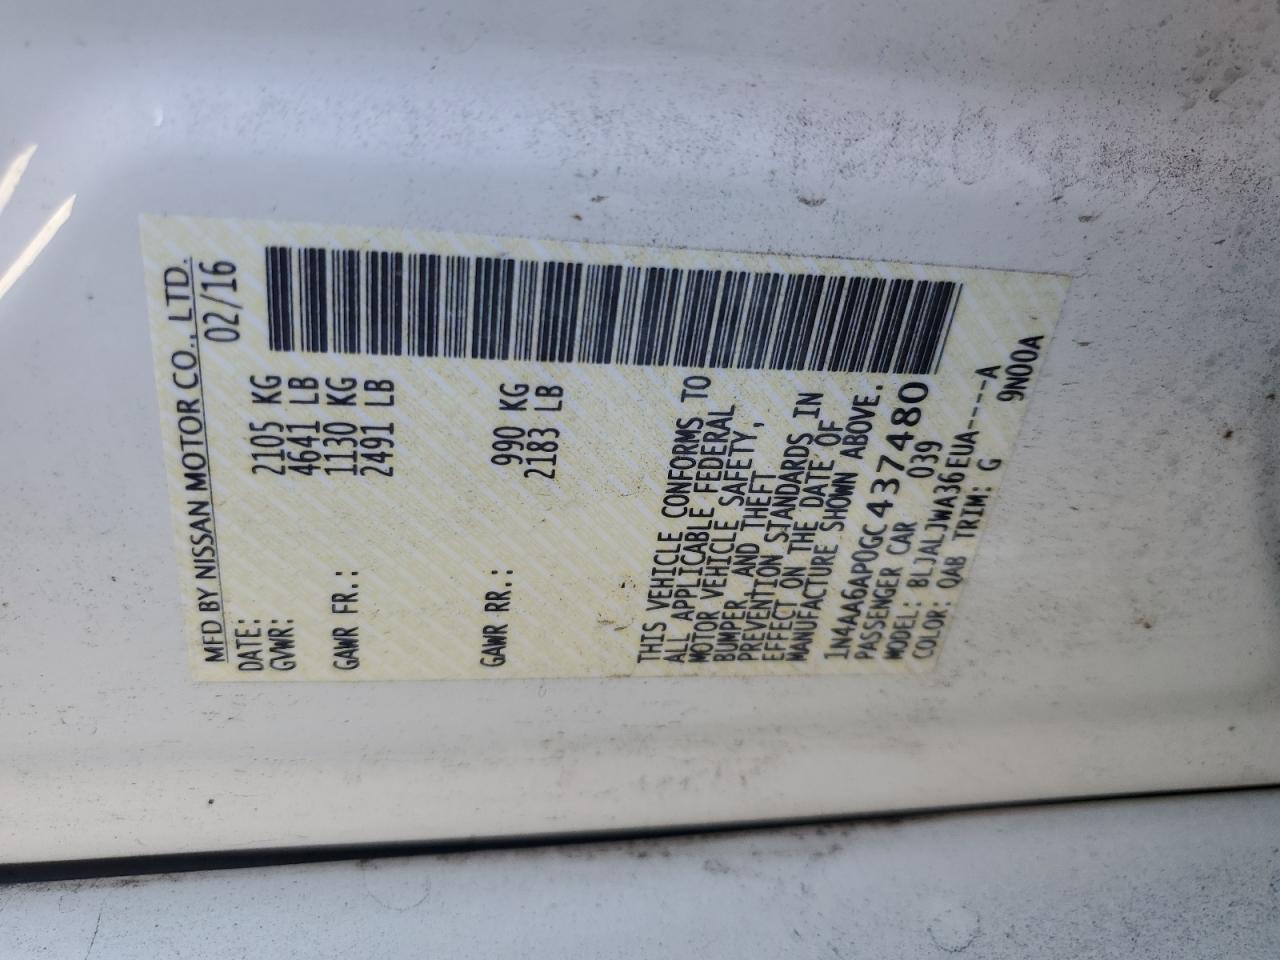 MFD BY NISSAN MOTOR CO., LTD.
DATE: 02/16
GVWR: 2105 KG
4641 LB
GAWR FR.: 1130 KG
2491 LB
GAWR RR.: 990 KG
2183 LB
THIS VEHICLE CONFORMS TO
ALL APPLICABLE FEDERAL
MOTOR VEHICLE SAFETY,
BUMPER, AND THEFT
PREVENTION STANDARDS IN
EFFECT ON THE DATE OF
MANUFACTURE SHOWN ABOVE.
1N4AA6AP0GC437480
PASSENGER CAR 039
MODEL: BLJALJWA36EUA-----A
COLOR: QAB TRIM: G 9N00A